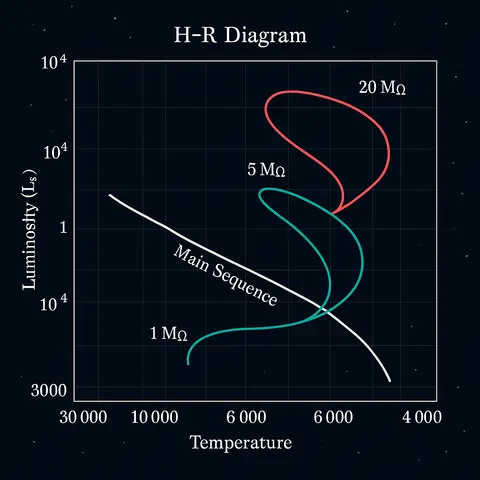 H-R Diagram
10⁴
20 MΩ
10⁴
5 MΩ
Luminosity (Lₛ)
1
Main Sequence
10⁴
1 MΩ
3000
30 000 10 000 6 000 6 000 4 000
Temperature